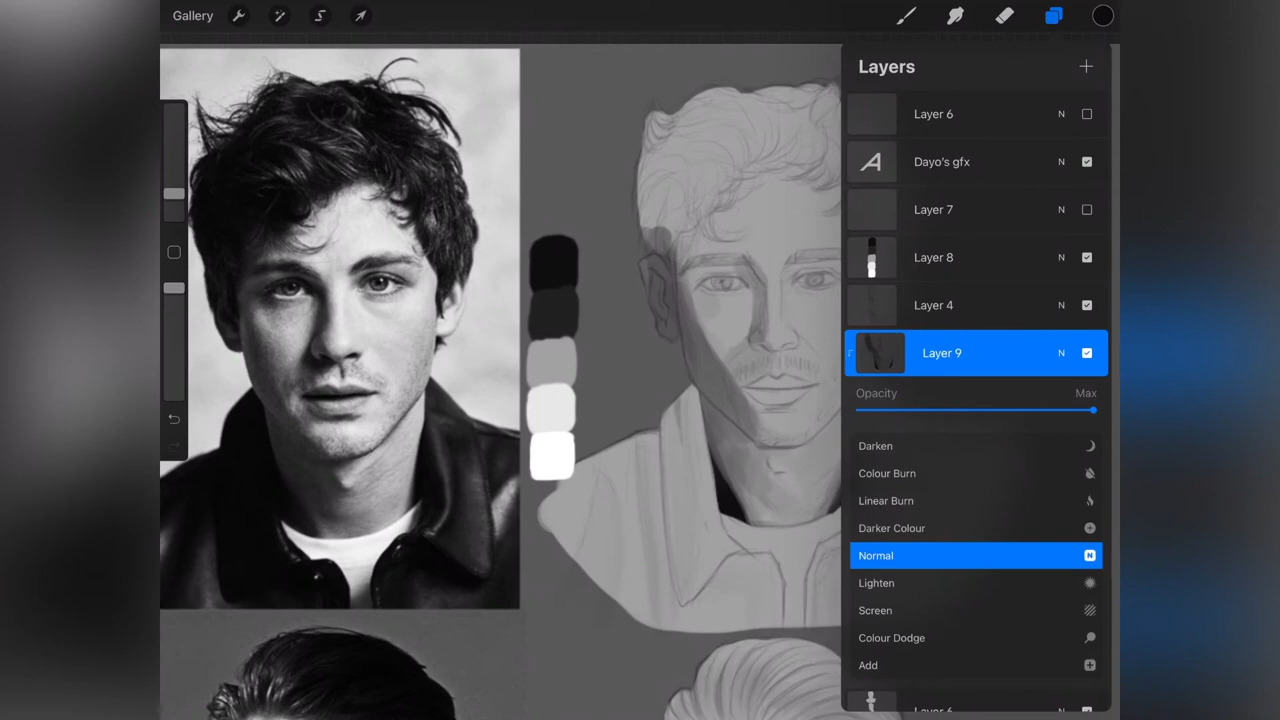 Gallery
Layers
Layer 6 N
A Dayo's gfx N
Layer 7 N
Layer 8 N
Layer 4 N
Layer 9 N
Opacity Max
Darken
Colour Burn
Linear Burn
Darker Colour
Normal N
Lighten
Screen
Colour Dodge
Add
Layer 6 N